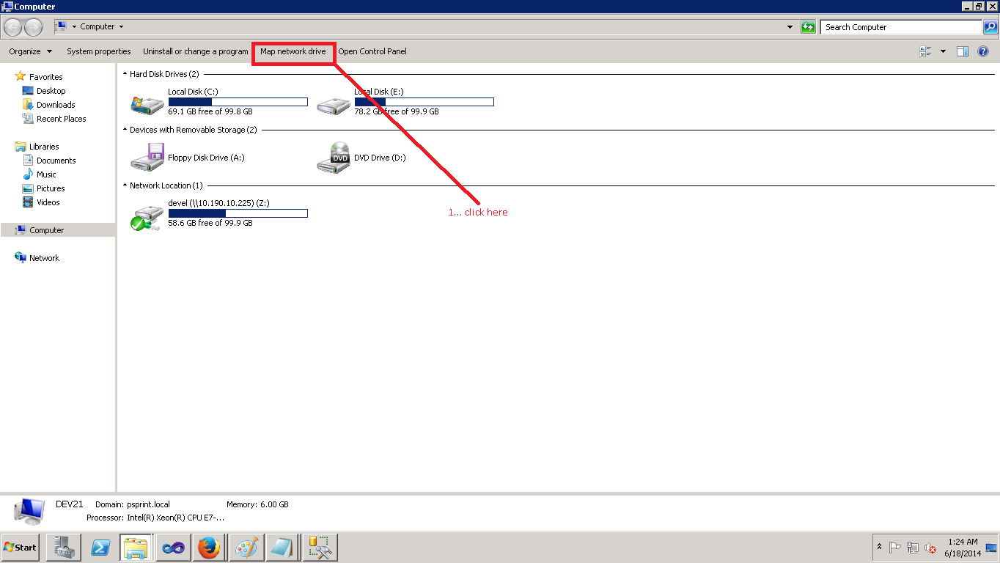 Computer
Computer
Search Computer
Organize System properties Uninstall or change a program Map network drive Open Control Panel
Favorites
Desktop
Downloads
Recent Places
Libraries
Documents
Music
Pictures
Videos
Computer
Network
Hard Disk Drives (2)
Local Disk (C:)
69.1 GB free of 99.8 GB
Local Disk (E:)
78.2 GB free of 99.9 GB
Devices with Removable Storage (2)
Floppy Disk Drive (A:)
DVD
DVD Drive (D:)
Network Location (1)
devel (\\10.190.10.225) (Z:)
58.6 GB free of 99.9 GB
1... click here
DEV21 Domain: psprint.local Memory: 6.00 GB
Processor: Intel(R) Xeon(R) CPU E7-...
Start
1:24 AM
6/18/2014